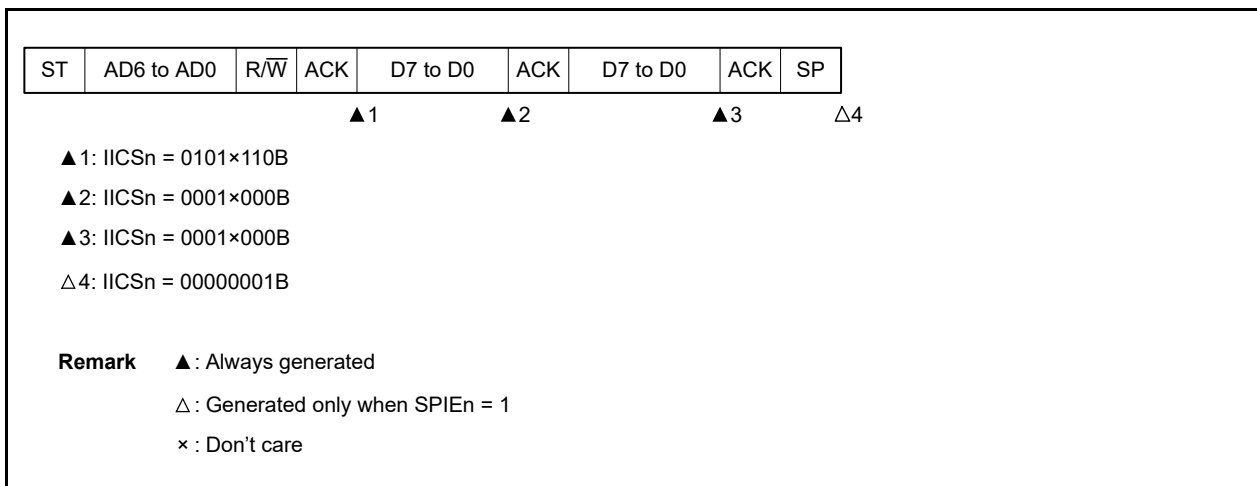 ST AD6 to AD0 R/W̅ ACK D7 to D0 ACK D7 to D0 ACK SP
▲1 ▲2 ▲3 △4
▲1: IICSn = 0101×110B
▲2: IICSn = 0001×000B
▲3: IICSn = 0001×000B
△4: IICSn = 00000001B
Remark ▲: Always generated
△: Generated only when SPIEn = 1
×: Don't care